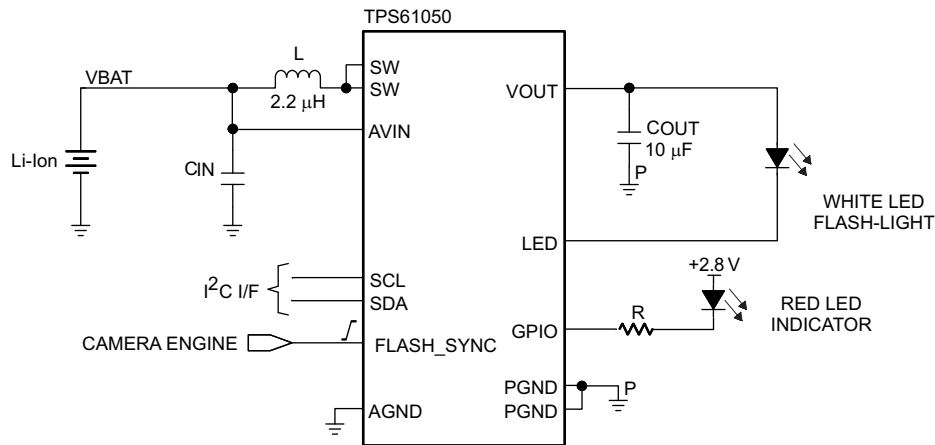 TPS61050
L
VBAT
2.2 μH
SW
SW
AVIN
Li-Ion
CIN
VOUT
COUT
10 μF
P
WHITE LED
FLASH-LIGHT
LED
+2.8 V
I²C I/F
SCL
SDA
R
GPIO
RED LED
INDICATOR
CAMERA ENGINE
FLASH_SYNC
PGND
P
PGND
AGND